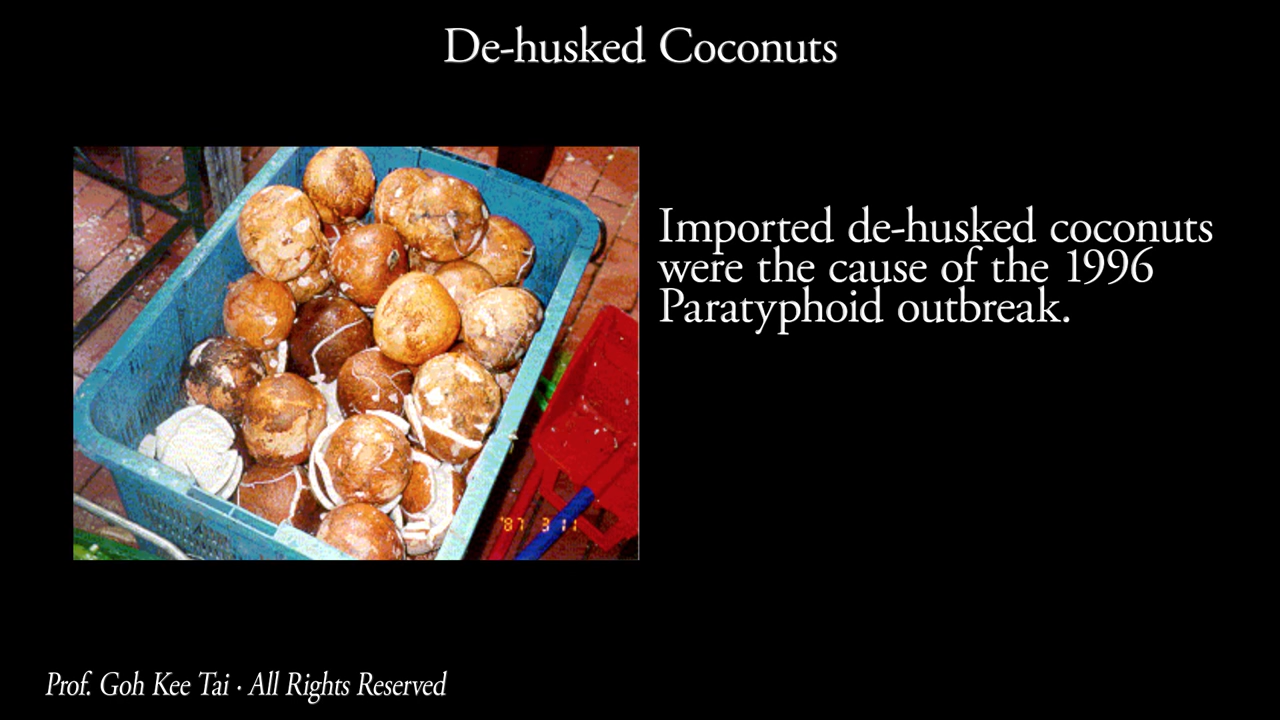 De-husked Coconuts
Imported de-husked coconuts
were the cause of the 1996
Paratyphoid outbreak.
'87 3 11
Prof. Goh Kee Tai · All Rights Reserved